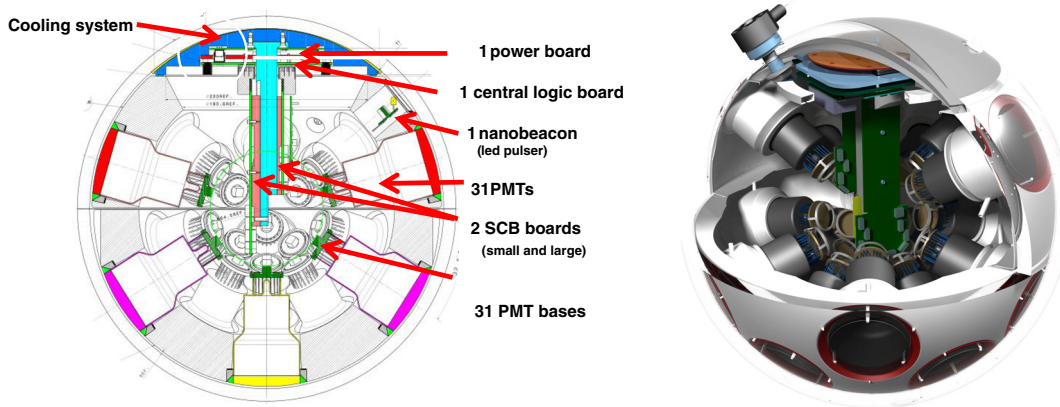 Cooling system
1 power board
1 central logic board
1 nanobeacon
(led pulser)
31PMTs
2 SCB boards
(small and large)
31 PMT bases